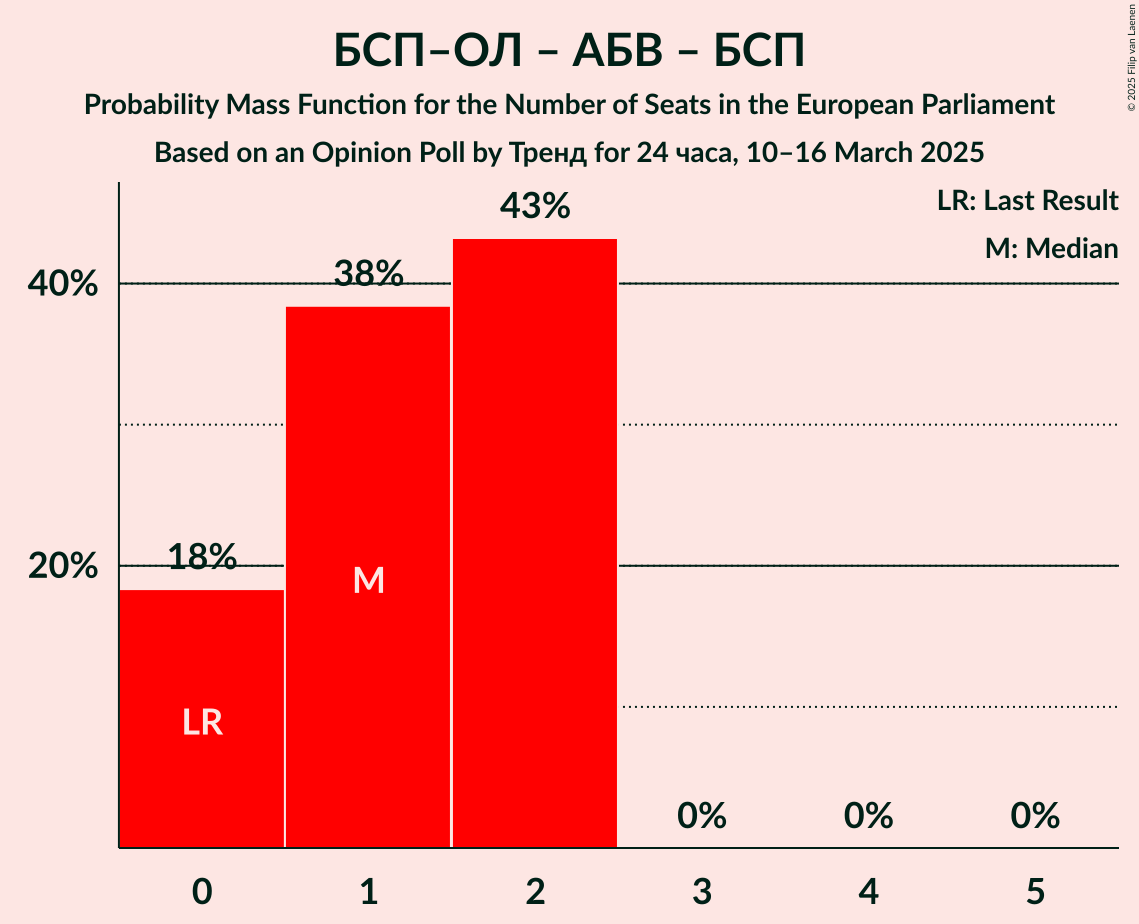 БСП–ОЛ – АБВ – БСП
Probability Mass Function for the Number of Seats in the European Parliament
Based on an Opinion Poll by Тренд for 24 часа, 10–16 March 2025
© 2025 Filip van Laenen
LR: Last Result
M: Median
43%
38%
40%
18%
20%
M
LR
0%
0%
0%
0
1
2
3
4
5